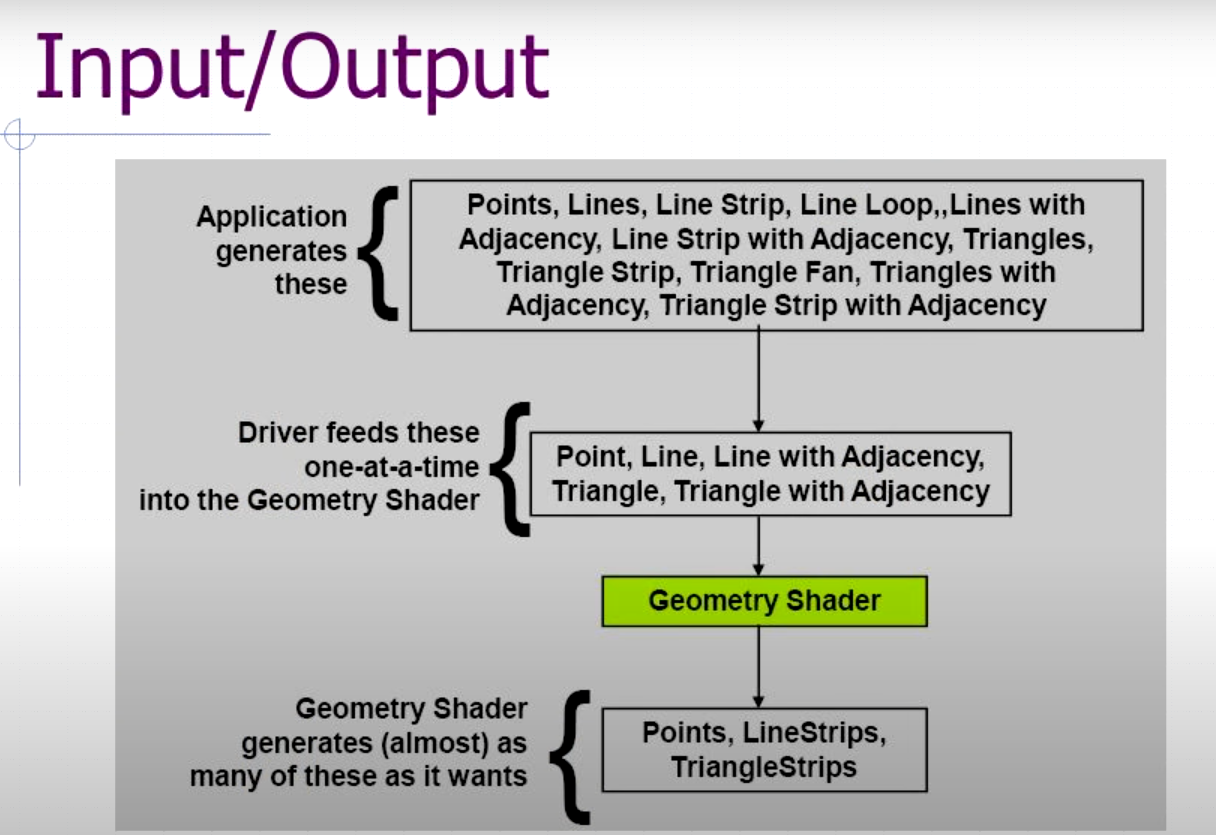 Input/Output
Application
generates
these
Points, Lines, Line Strip, Line Loop,,Lines with
Adjacency, Line Strip with Adjacency, Triangles,
Triangle Strip, Triangle Fan, Triangles with
Adjacency, Triangle Strip with Adjacency
Driver feeds these
one-at-a-time
into the Geometry Shader
Point, Line, Line with Adjacency,
Triangle, Triangle with Adjacency
Geometry Shader
Geometry Shader
generates (almost) as
many of these as it wants
Points, LineStrips,
TriangleStrips